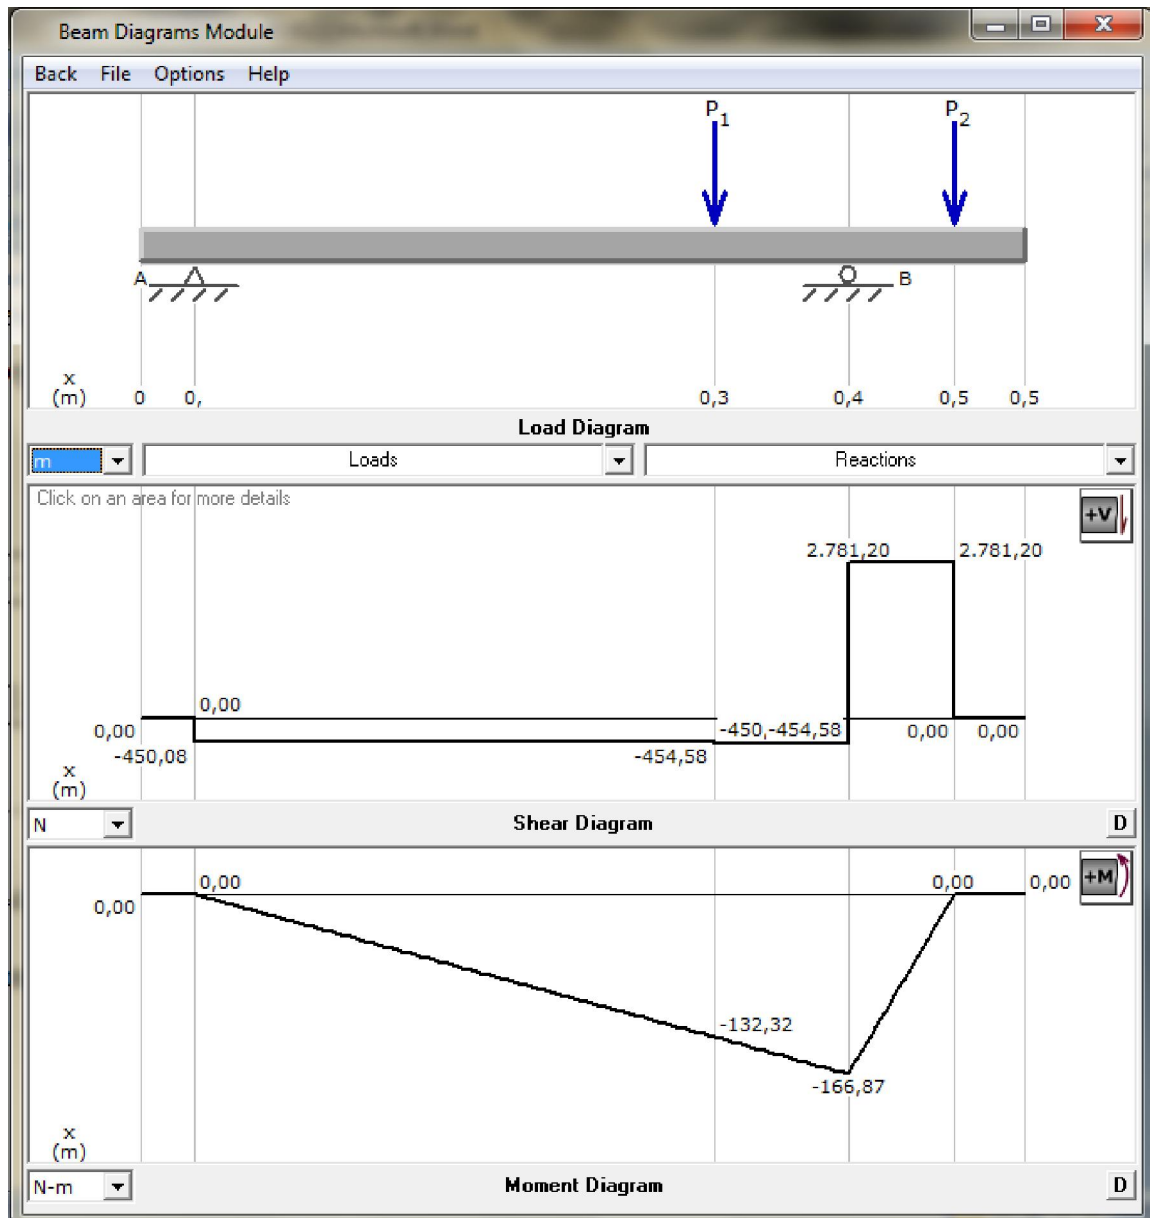 Beam Diagrams Module
Back File Options Help
P1 P2
A B
x
(m) 0 0, 0,3 0,4 0,5 0,5
Load Diagram
m Loads Reactions
Click on an area for more details
+V
2.781,20 2.781,20
0,00
0,00 -450,-454,58 0,00 0,00
-450,08 -454,58
x
(m)
N Shear Diagram D
+M
0,00 0,00 0,00
0,00
-132,32
-166,87
x
(m)
N-m Moment Diagram D